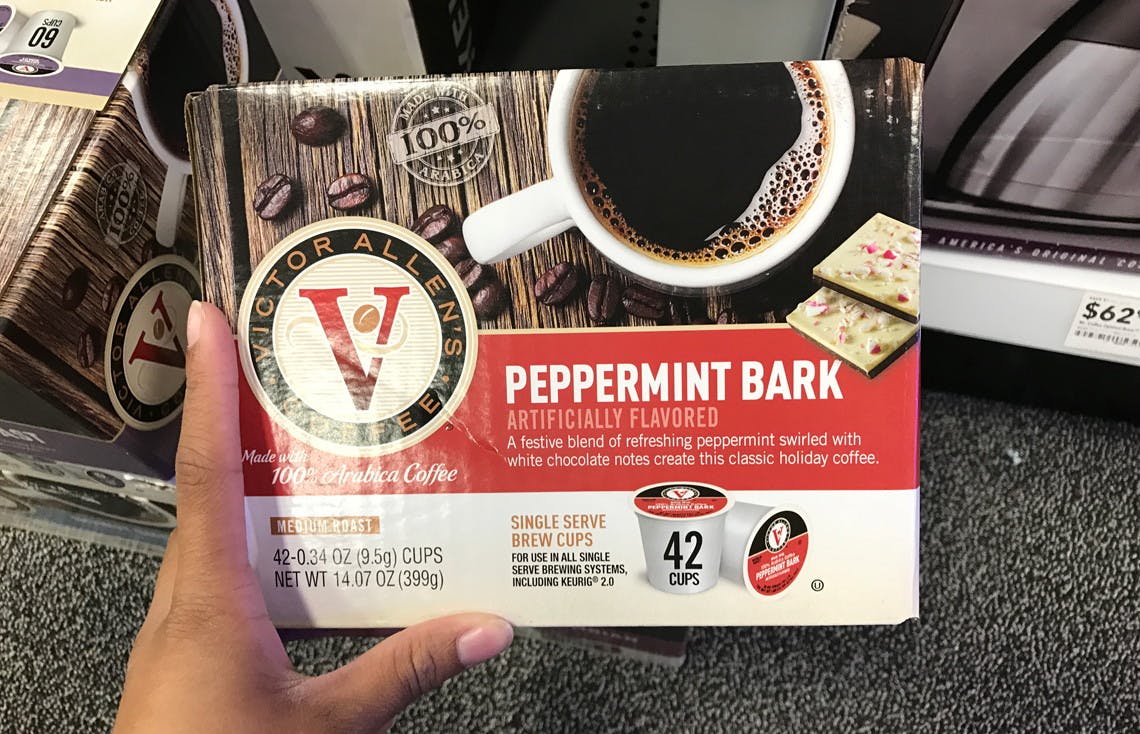 60
CUPS
MADE WITH
100%
ARABICA
VICTOR ALLEN'S
V
PEPPERMINT BARK
ARTIFICIALLY FLAVORED
A festive blend of refreshing peppermint swirled with
white chocolate notes create this classic holiday coffee.
Made with
100% Arabica Coffee
MEDIUM ROAST
42-0.34 OZ (9.5g) CUPS
NET WT 14.07 OZ (399g)
SINGLE SERVE
BREW CUPS
FOR USE IN ALL SINGLE
SERVE BREWING SYSTEMS,
INCLUDING KEURIG® 2.0
PEPPERMINT BARK
42
CUPS
PEPPERMINT BARK
U
100%
V
AMERICA'S ORIGINAL
$62